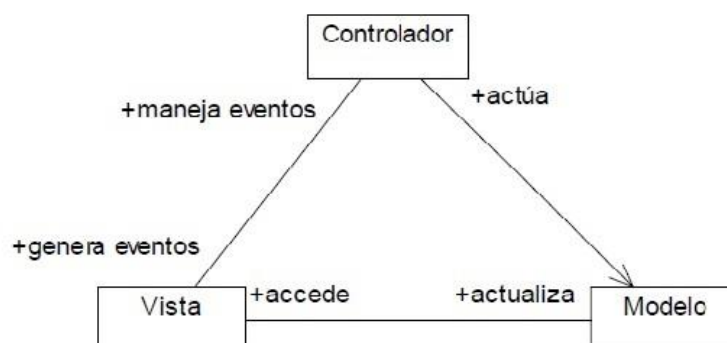 Controlador
+maneja eventos
+actúa
+genera eventos
Vista
+accede
+actualiza
Modelo